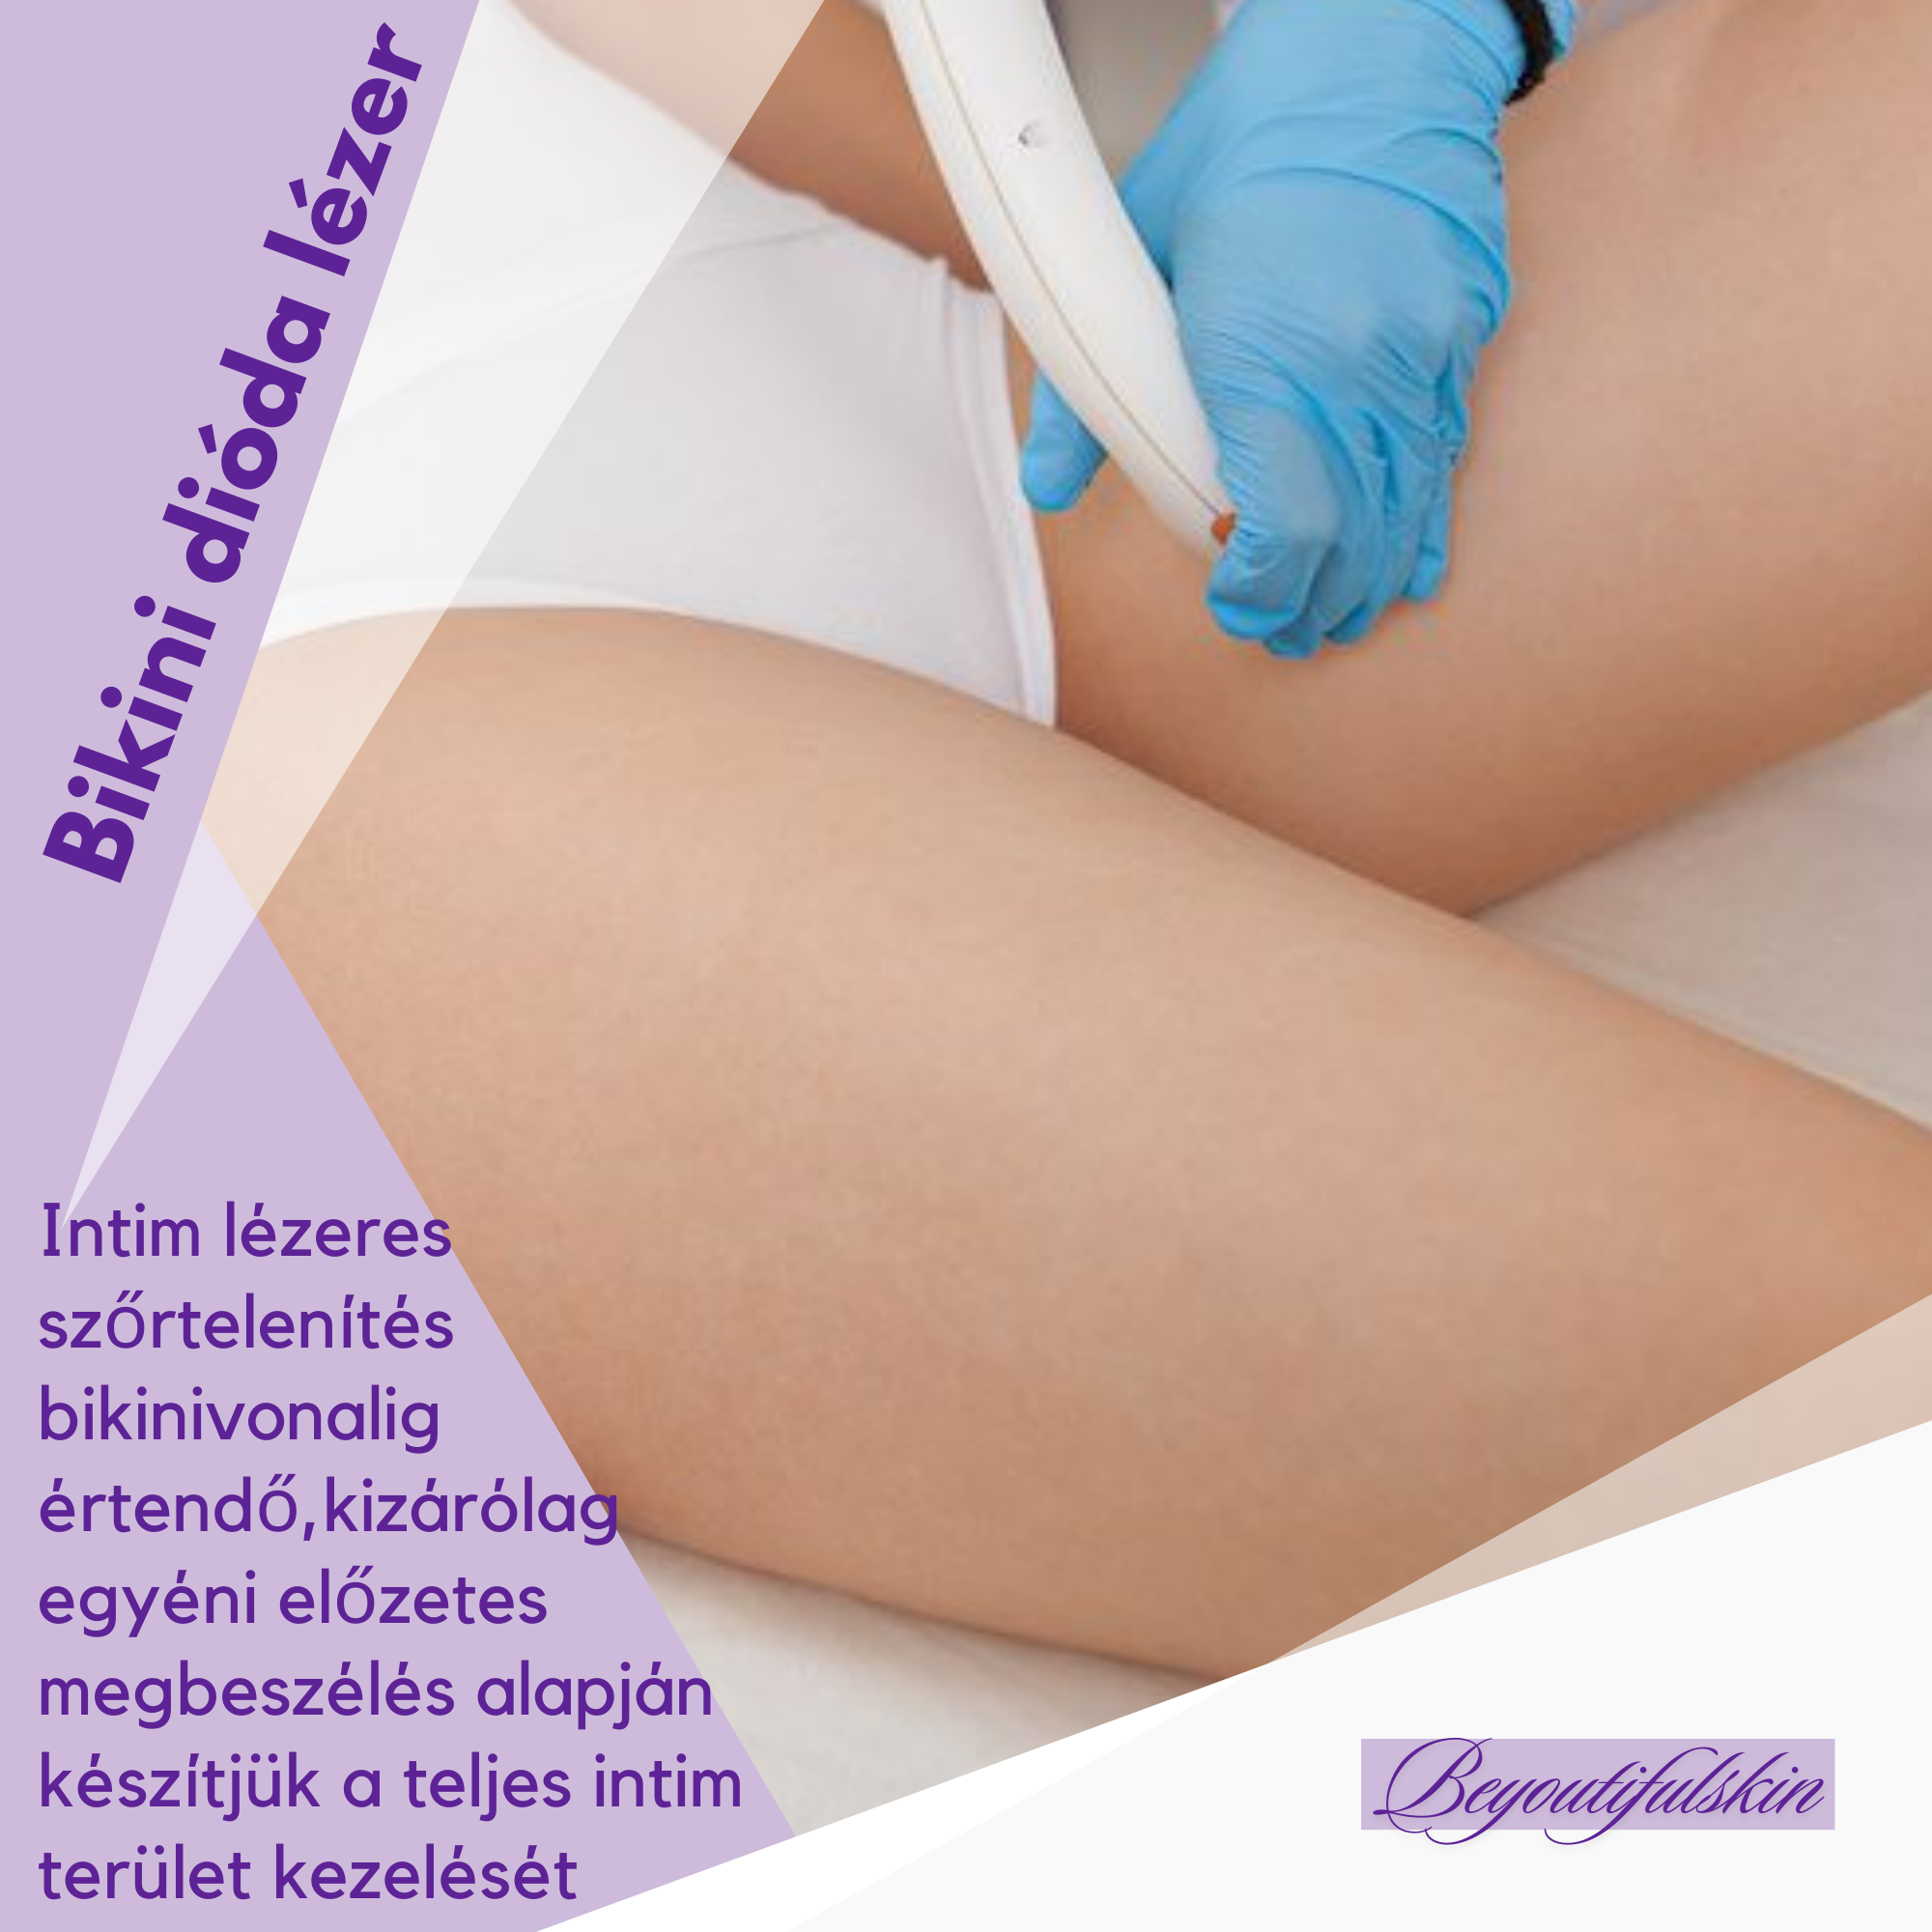 Bikini dióda lézer
Intim lézeres
szőrtelenítés
bikinivonalig
értendő,kizárólag
egyéni előzetes
megbeszélés alapján
készítjük a teljes intim
terület kezelését
Beyoutifulskin